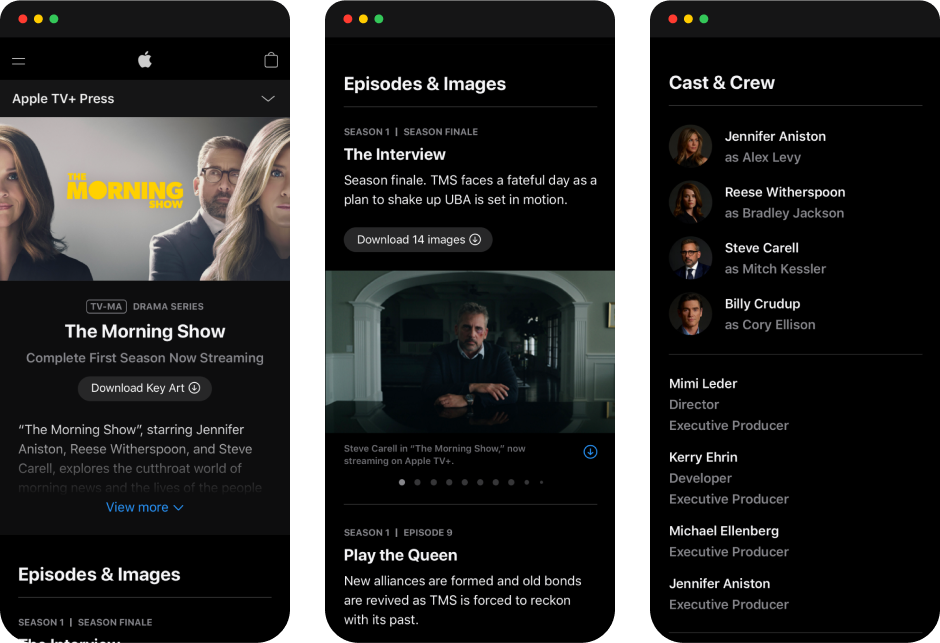 Apple TV+ Press
THE
MORNING
SHOW
TV-MA DRAMA SERIES
The Morning Show
Complete First Season Now Streaming
Download Key Art
“The Morning Show”, starring Jennifer
Aniston, Reese Witherspoon, and Steve
Carell, explores the cutthroat world of
morning news and the lives of the people
View more
Episodes & Images
SEASON 1 | SEASON FINALE
The Interview
Episodes & Images
SEASON 1 | SEASON FINALE
The Interview
Season finale. TMS faces a fateful day as a
plan to shake up UBA is set in motion.
Download 14 images
Steve Carell in “The Morning Show,” now
streaming on Apple TV+.
SEASON 1 | EPISODE 9
Play the Queen
New alliances are formed and old bonds
are revived as TMS is forced to reckon
with its past.
Cast & Crew
Jennifer Aniston
as Alex Levy
Reese Witherspoon
as Bradley Jackson
Steve Carell
as Mitch Kessler
Billy Crudup
as Cory Ellison
Mimi Leder
Director
Executive Producer
Kerry Ehrin
Developer
Executive Producer
Michael Ellenberg
Executive Producer
Jennifer Aniston
Executive Producer